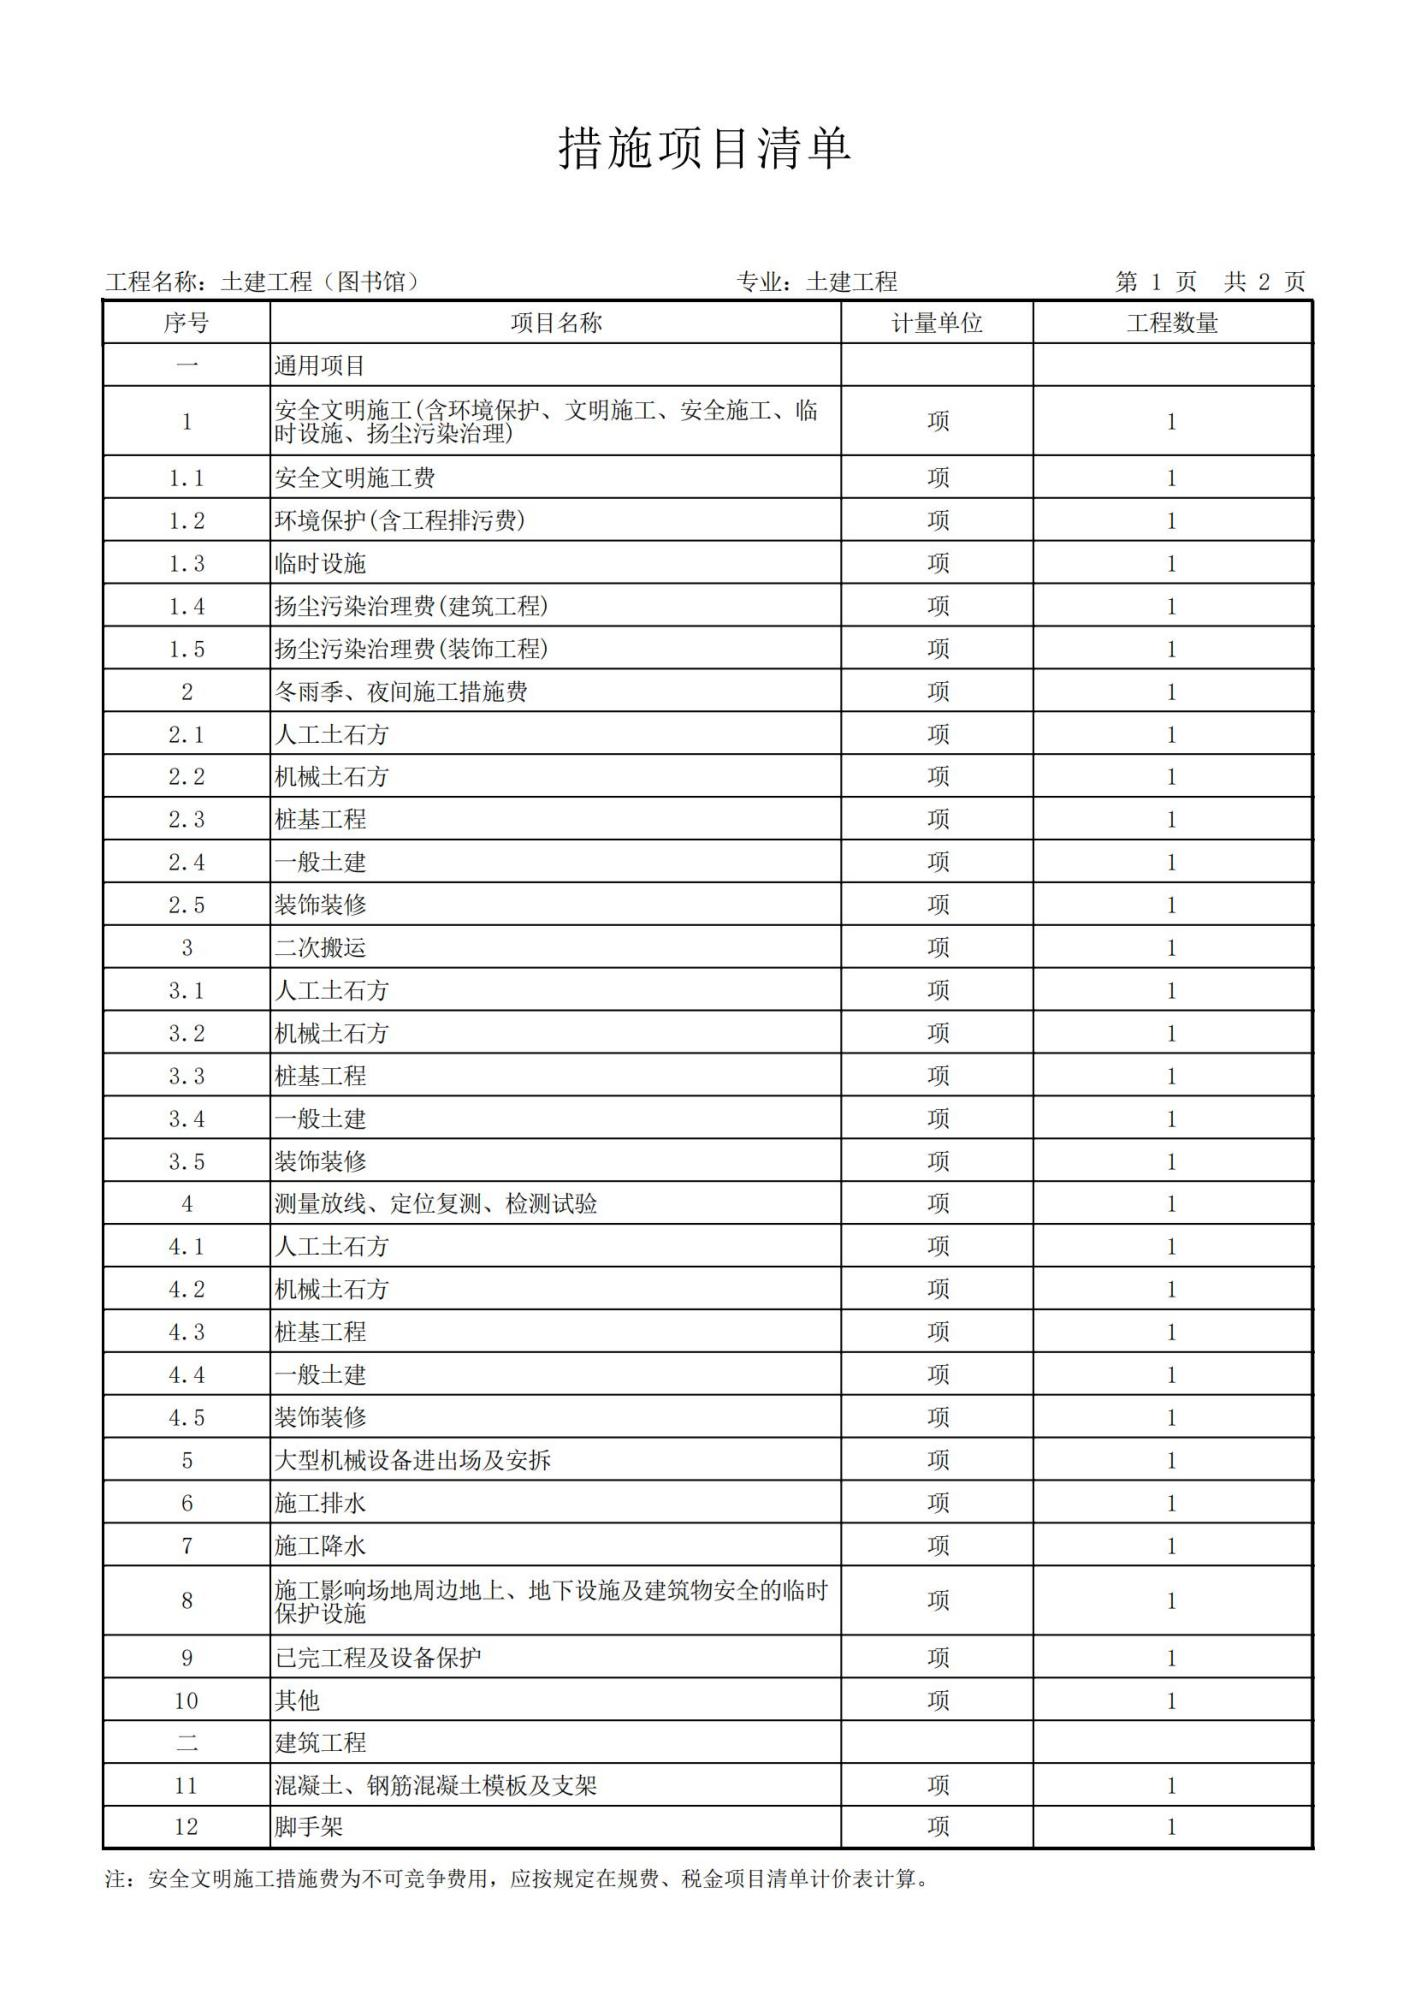 措施项目清单
工程名称：土建工程（图书馆） 专业：土建工程 第 1 页 共 2 页
序号 项目名称 计量单位 工程数量
一 通用项目
1 安全文明施工(含环境保护、文明施工、安全施工、临 项 1
时设施、扬尘污染治理)
1.1 安全文明施工费 项 1
1.2 环境保护(含工程排污费) 项 1
1.3 临时设施 项 1
1.4 扬尘污染治理费(建筑工程) 项 1
1.5 扬尘污染治理费(装饰工程) 项 1
2 冬雨季、夜间施工措施费 项 1
2.1 人工土石方 项 1
2.2 机械土石方 项 1
2.3 桩基工程 项 1
2.4 一般土建 项 1
2.5 装饰装修 项 1
3 二次搬运 项 1
3.1 人工土石方 项 1
3.2 机械土石方 项 1
3.3 桩基工程 项 1
3.4 一般土建 项 1
3.5 装饰装修 项 1
4 测量放线、定位复测、检测试验 项 1
4.1 人工土石方 项 1
4.2 机械土石方 项 1
4.3 桩基工程 项 1
4.4 一般土建 项 1
4.5 装饰装修 项 1
5 大型机械设备进出场及安拆 项 1
6 施工排水 项 1
7 施工降水 项 1
8 施工影响场地周边地上、地下设施及建筑物安全的临时 项 1
保护设施
9 已完工程及设备保护 项 1
10 其他 项 1
二 建筑工程
11 混凝土、钢筋混凝土模板及支架 项 1
12 脚手架 项 1
注：安全文明施工措施费为不可竞争费用，应按规定在规费、税金项目清单计价表计算。